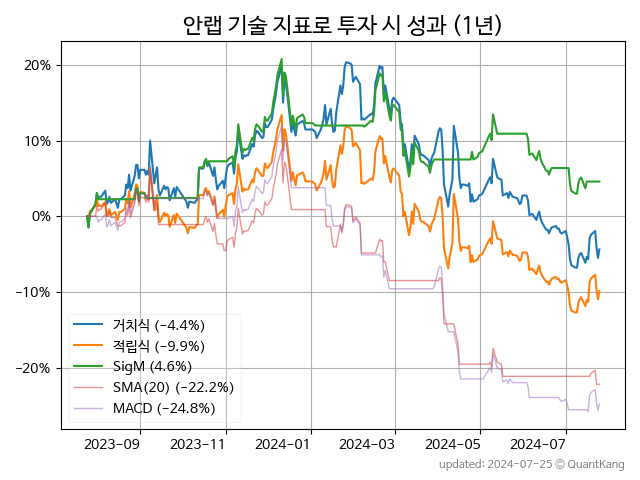 안랩 기술 지표로 투자 시 성과 (1년)
20%
10%
0%
−10%
−20%
거치식 (−4.4%)
적립식 (−9.9%)
SigM (4.6%)
SMA(20) (−22.2%)
MACD (−24.8%)
2023-09
2023-11
2024-01
2024-03
2024-05
2024-07
updated: 2024-07-25 © QuantKang